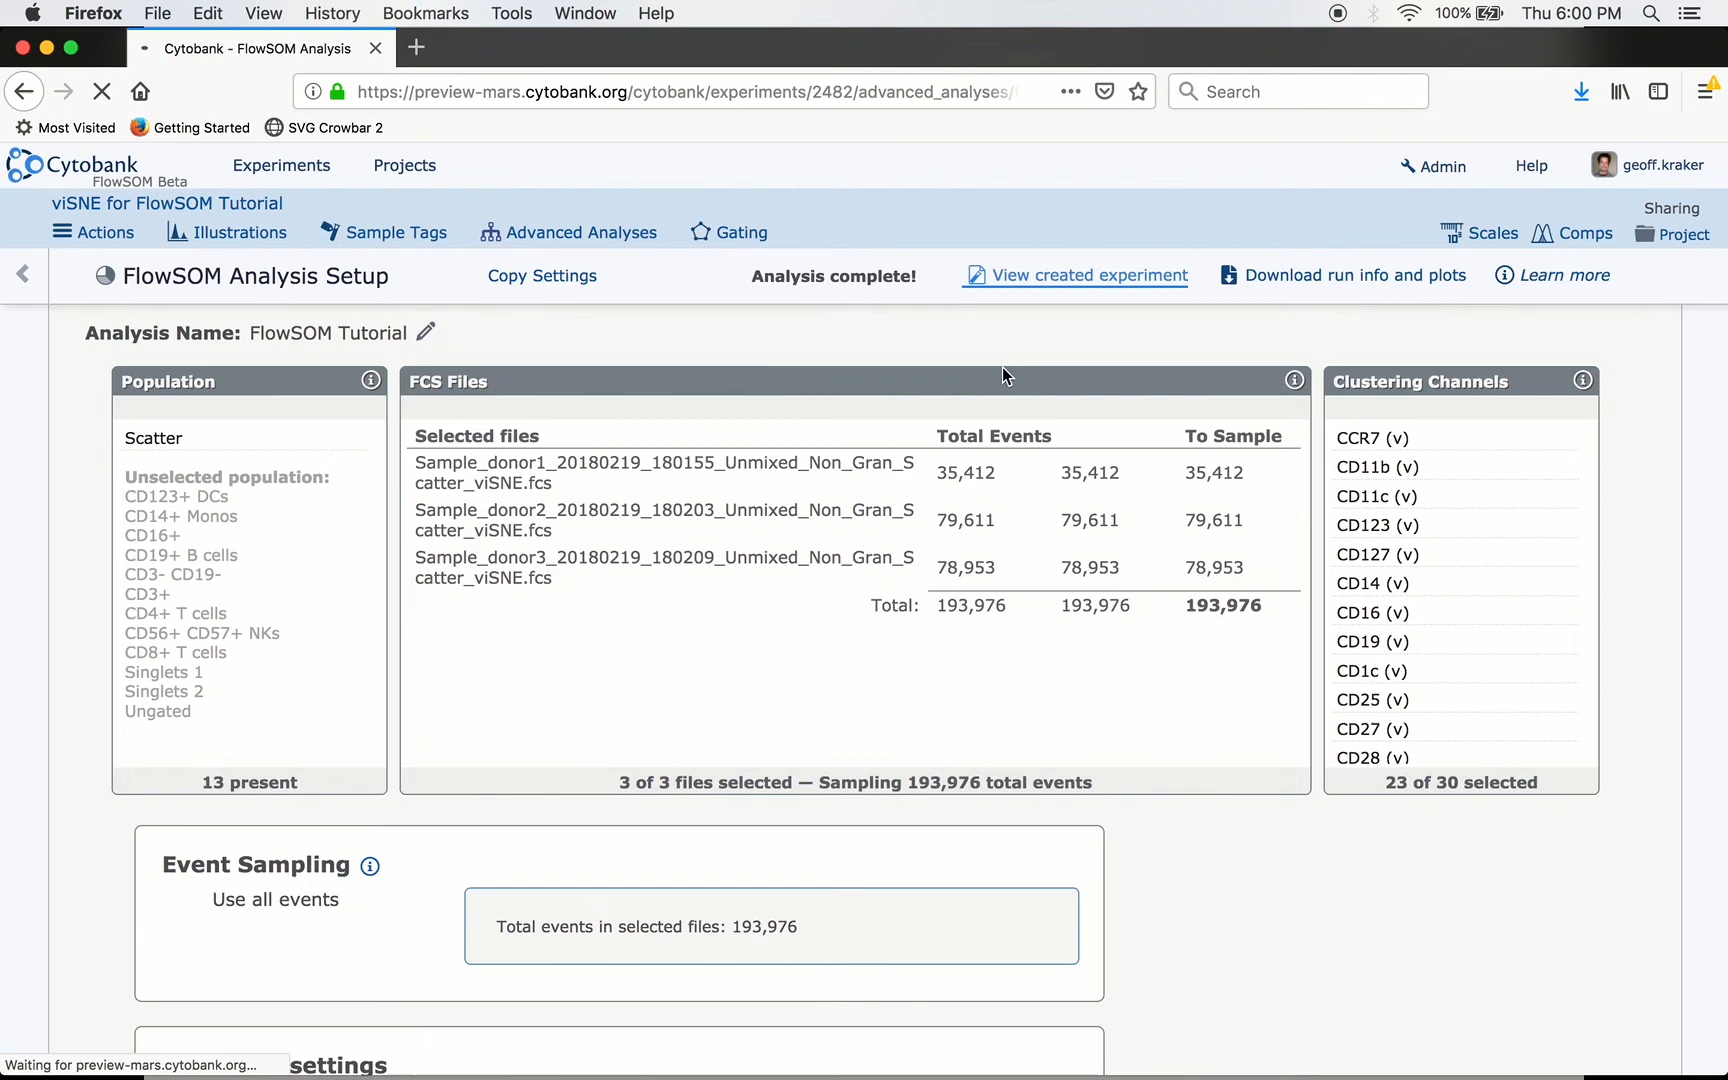 Firefox File Edit View History Bookmarks Tools Window Help 100% Thu 6:00 PM
Cytobank - FlowSOM Analysis
https://preview-mars.cytobank.org/cytobank/experiments/2482/advanced_analyses/ Search
Most Visited Getting Started SVG Crowbar 2
Cytobank Experiments Projects Admin Help geoff.kraker
FlowSOM Beta
viSNE for FlowSOM Tutorial Sharing
Actions Illustrations Sample Tags Advanced Analyses Gating Scales Comps Project
FlowSOM Analysis Setup Copy Settings Analysis complete! View created experiment Download run info and plots Learn more
Analysis Name: FlowSOM Tutorial
Population
Scatter
Unselected population:
CD123+ DCs
CD14+ Monos
CD16+
CD19+ B cells
CD3- CD19-
CD3+
CD4+ T cells
CD56+ CD57+ NKs
CD8+ T cells
Singlets 1
Singlets 2
Ungated
13 present
FCS Files
Selected files Total Events To Sample
Sample_donor1_20180219_180155_Unmixed_Non_Gran_S
catter_viSNE.fcs 35,412 35,412 35,412
Sample_donor2_20180219_180203_Unmixed_Non_Gran_S
catter_viSNE.fcs 79,611 79,611 79,611
Sample_donor3_20180219_180209_Unmixed_Non_Gran_S
catter_viSNE.fcs 78,953 78,953 78,953
Total: 193,976 193,976 193,976
3 of 3 files selected — Sampling 193,976 total events
Clustering Channels
CCR7 (v)
CD11b (v)
CD11c (v)
CD123 (v)
CD127 (v)
CD14 (v)
CD16 (v)
CD19 (v)
CD1c (v)
CD25 (v)
CD27 (v)
CD28 (v)
23 of 30 selected
Event Sampling
Use all events
Total events in selected files: 193,976
settings
Waiting for preview-mars.cytobank.org...